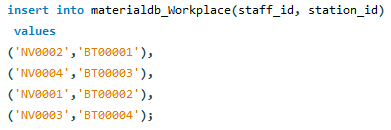 insert into materialdb_Workplace(staff_id, station_id)
values
('NV0002','BT00001'),
('NV0004','BT00003'),
('NV0001','BT00002'),
('NV0003','BT00004');